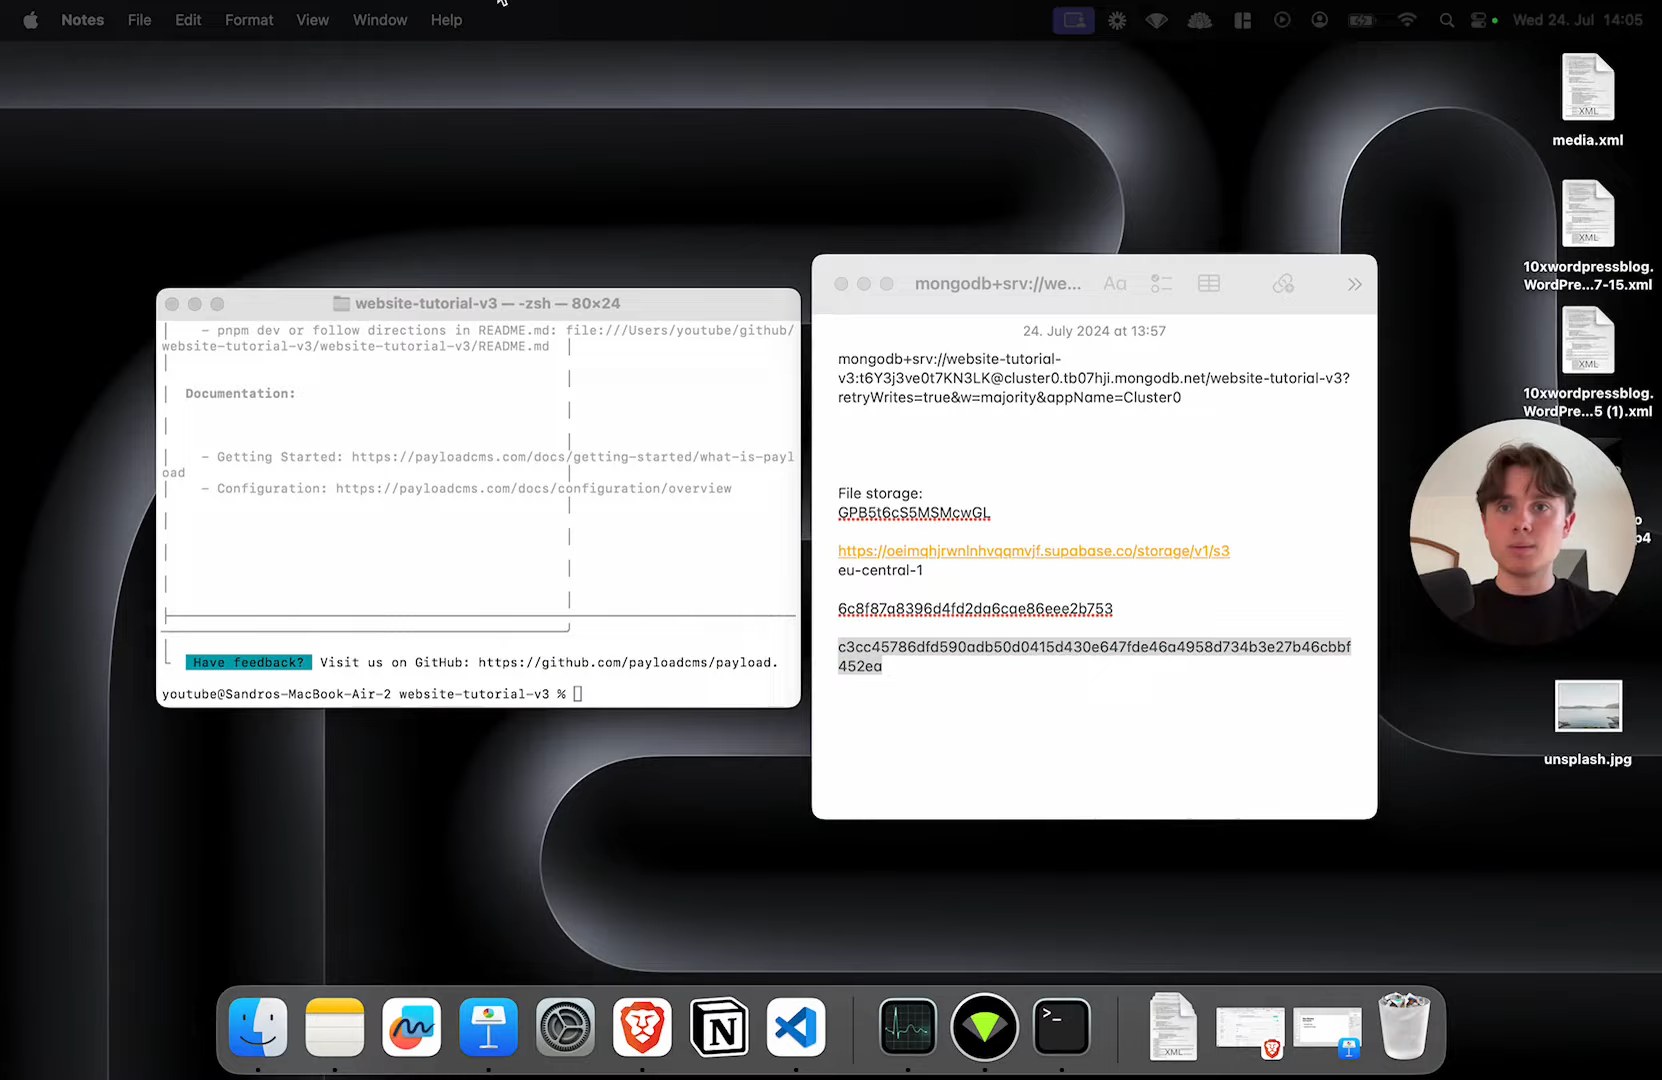 Notes File Edit Format View Window Help
Wed 24. Jul 14:05
XML
media.xml
XML
10xwordpressblog.
WordPre...7-15.xml
XML
10xwordpressblog.
WordPre...5 (1).xml
p4
unsplash.jpg
website-tutorial-v3 — -zsh — 80×24
- pnpm dev or follow directions in README.md: file:///Users/youtube/github/
website-tutorial-v3/website-tutorial-v3/README.md
Documentation:
- Getting Started: https://payloadcms.com/docs/getting-started/what-is-payl
oad
- Configuration: https://payloadcms.com/docs/configuration/overview
Have feedback? Visit us on GitHub: https://github.com/payloadcms/payload.
youtube@Sandros-MacBook-Air-2 website-tutorial-v3 %
mongodb+srv://we...
Aa
24. July 2024 at 13:57
mongodb+srv://website-tutorial-
v3:t6Y3j3ve0t7KN3LK@cluster0.tb07hji.mongodb.net/website-tutorial-v3?
retryWrites=true&w=majority&appName=Cluster0
File storage:
GPB5t6cS5MSMcwGL
https://oeimqhjrwnlnhvqqmvjf.supabase.co/storage/v1/s3
eu-central-1
6c8f87a8396d4fd2da6cae86eee2b753
c3cc45786dfd590adb50d0415d430e647fde46a4958d734b3e27b46cbbf
452ea
XML